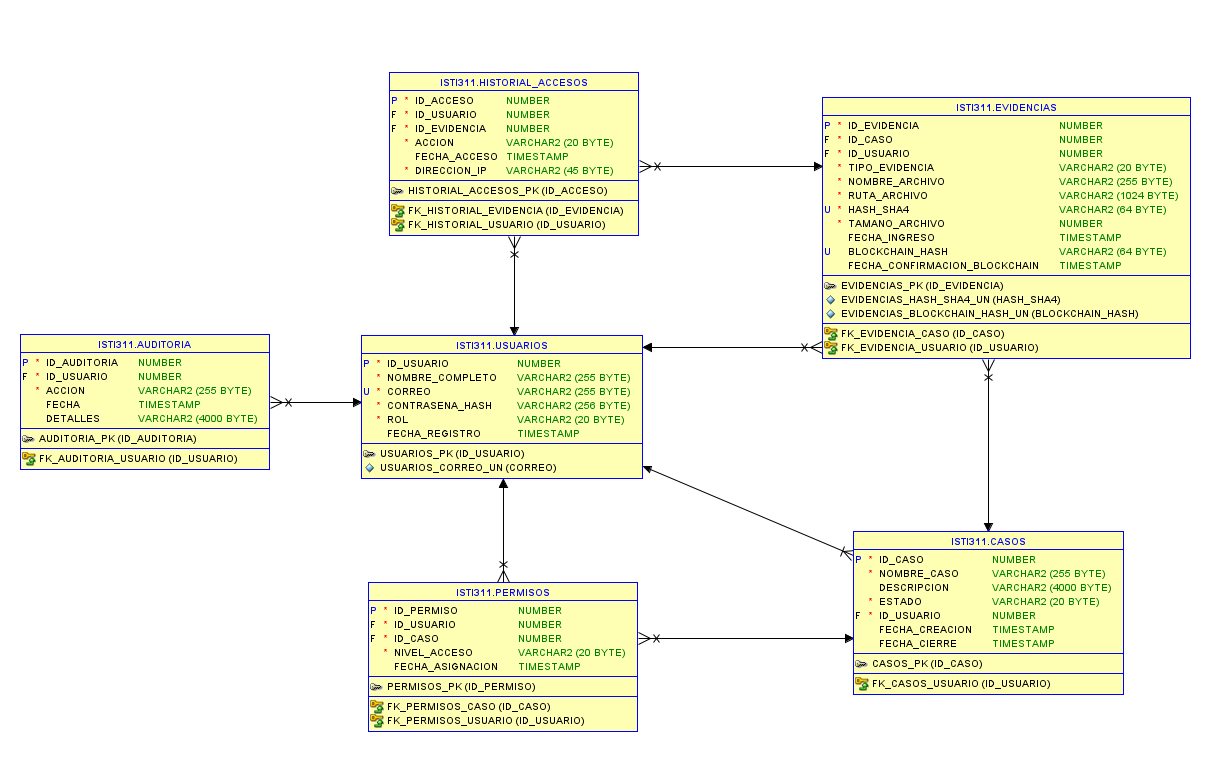 ISTI311.HISTORIAL_ACCESOS
P * ID_ACCESO NUMBER
F * ID_USUARIO NUMBER
F * ID_EVIDENCIA NUMBER
* ACCION VARCHAR2 (20 BYTE)
FECHA_ACCESO TIMESTAMP
* DIRECCION_IP VARCHAR2 (45 BYTE)
HISTORIAL_ACCESOS_PK (ID_ACCESO)
FK_HISTORIAL_EVIDENCIA (ID_EVIDENCIA)
FK_HISTORIAL_USUARIO (ID_USUARIO)
ISTI311.EVIDENCIAS
P * ID_EVIDENCIA NUMBER
F * ID_CASO NUMBER
F * ID_USUARIO NUMBER
* TIPO_EVIDENCIA VARCHAR2 (20 BYTE)
* NOMBRE_ARCHIVO VARCHAR2 (255 BYTE)
* RUTA_ARCHIVO VARCHAR2 (1024 BYTE)
U * HASH_SHA4 VARCHAR2 (64 BYTE)
* TAMANO_ARCHIVO NUMBER
FECHA_INGRESO TIMESTAMP
U BLOCKCHAIN_HASH VARCHAR2 (64 BYTE)
FECHA_CONFIRMACION_BLOCKCHAIN TIMESTAMP
EVIDENCIAS_PK (ID_EVIDENCIA)
EVIDENCIAS_HASH_SHA4_UN (HASH_SHA4)
EVIDENCIAS_BLOCKCHAIN_HASH_UN (BLOCKCHAIN_HASH)
FK_EVIDENCIA_CASO (ID_CASO)
FK_EVIDENCIA_USUARIO (ID_USUARIO)
ISTI311.AUDITORIA
P * ID_AUDITORIA NUMBER
F * ID_USUARIO NUMBER
* ACCION VARCHAR2 (255 BYTE)
FECHA TIMESTAMP
DETALLES VARCHAR2 (4000 BYTE)
AUDITORIA_PK (ID_AUDITORIA)
FK_AUDITORIA_USUARIO (ID_USUARIO)
ISTI311.USUARIOS
P * ID_USUARIO NUMBER
* NOMBRE_COMPLETO VARCHAR2 (255 BYTE)
U * CORREO VARCHAR2 (255 BYTE)
* CONTRASENA_HASH VARCHAR2 (256 BYTE)
* ROL VARCHAR2 (20 BYTE)
FECHA_REGISTRO TIMESTAMP
USUARIOS_PK (ID_USUARIO)
USUARIOS_CORREO_UN (CORREO)
ISTI311.CASOS
P * ID_CASO NUMBER
* NOMBRE_CASO VARCHAR2 (255 BYTE)
DESCRIPCION VARCHAR2 (4000 BYTE)
* ESTADO VARCHAR2 (20 BYTE)
F * ID_USUARIO NUMBER
FECHA_CREACION TIMESTAMP
FECHA_CIERRE TIMESTAMP
CASOS_PK (ID_CASO)
FK_CASOS_USUARIO (ID_USUARIO)
ISTI311.PERMISOS
P * ID_PERMISO NUMBER
F * ID_USUARIO NUMBER
F * ID_CASO NUMBER
* NIVEL_ACCESO VARCHAR2 (20 BYTE)
FECHA_ASIGNACION TIMESTAMP
PERMISOS_PK (ID_PERMISO)
FK_PERMISOS_CASO (ID_CASO)
FK_PERMISOS_USUARIO (ID_USUARIO)